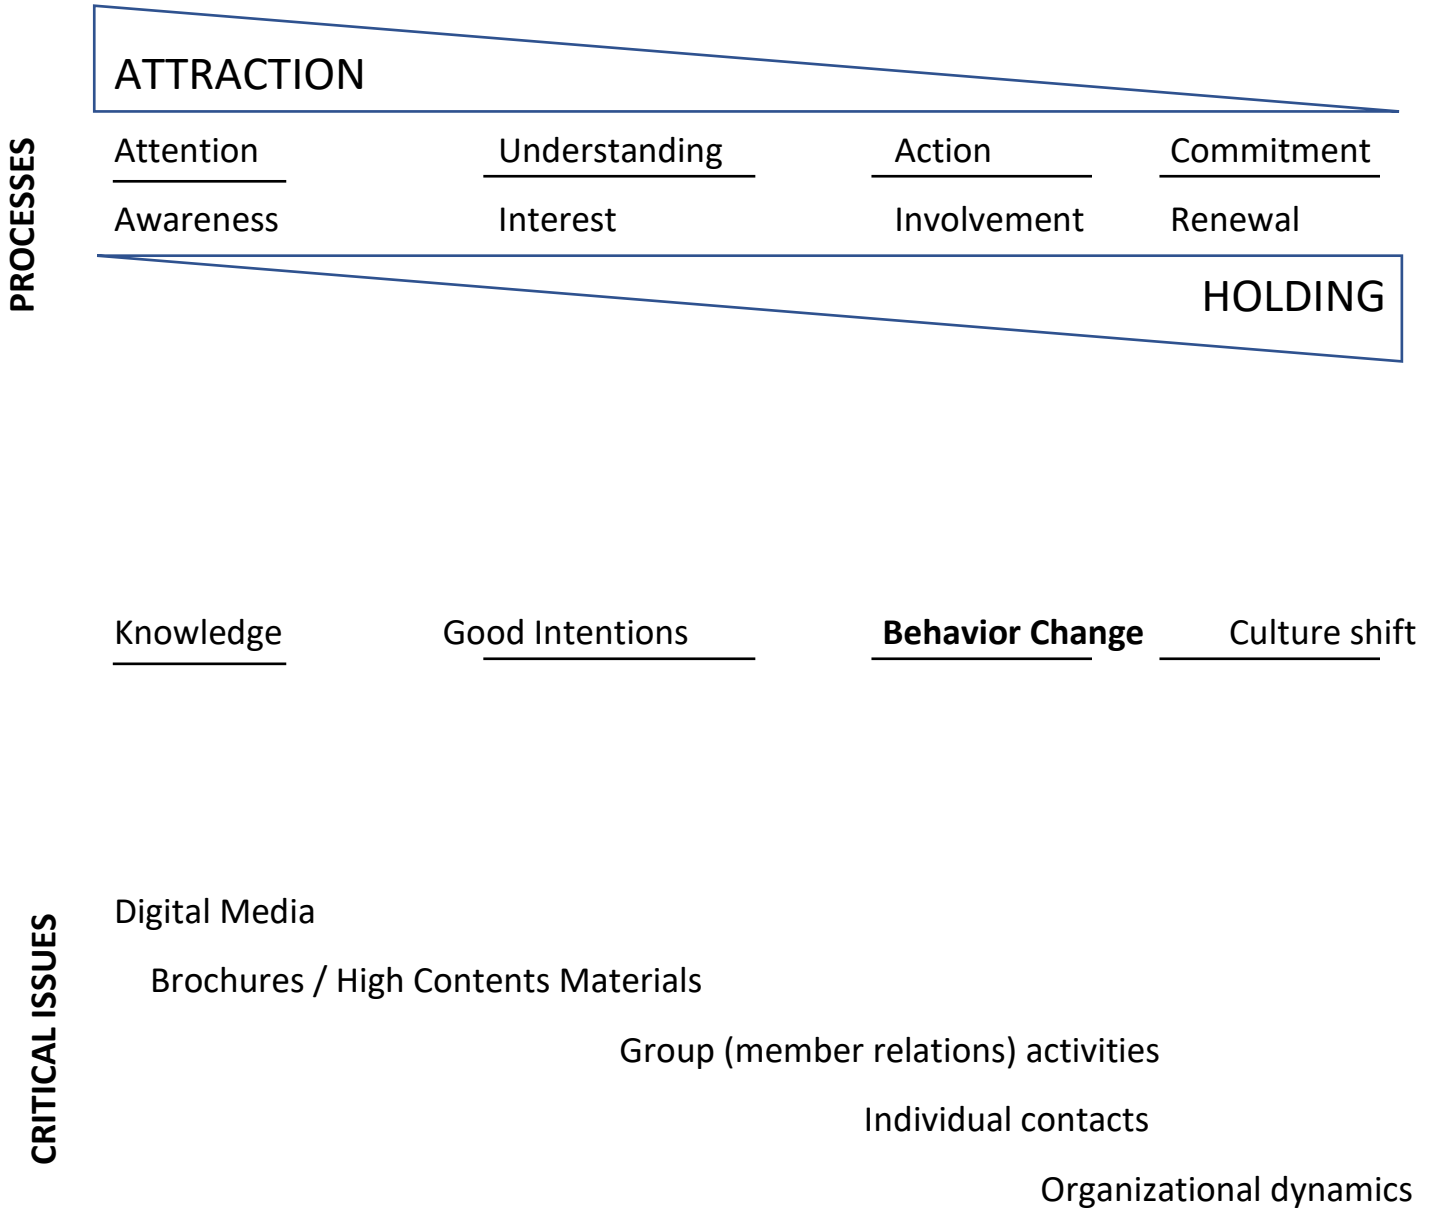 ATTRACTION
PROCESSES
Attention Understanding Action Commitment
Awareness Interest Involvement Renewal
HOLDING
Knowledge Good Intentions Behavior Change Culture shift
CRITICAL ISSUES
Digital Media
Brochures / High Contents Materials
Group (member relations) activities
Individual contacts
Organizational dynamics